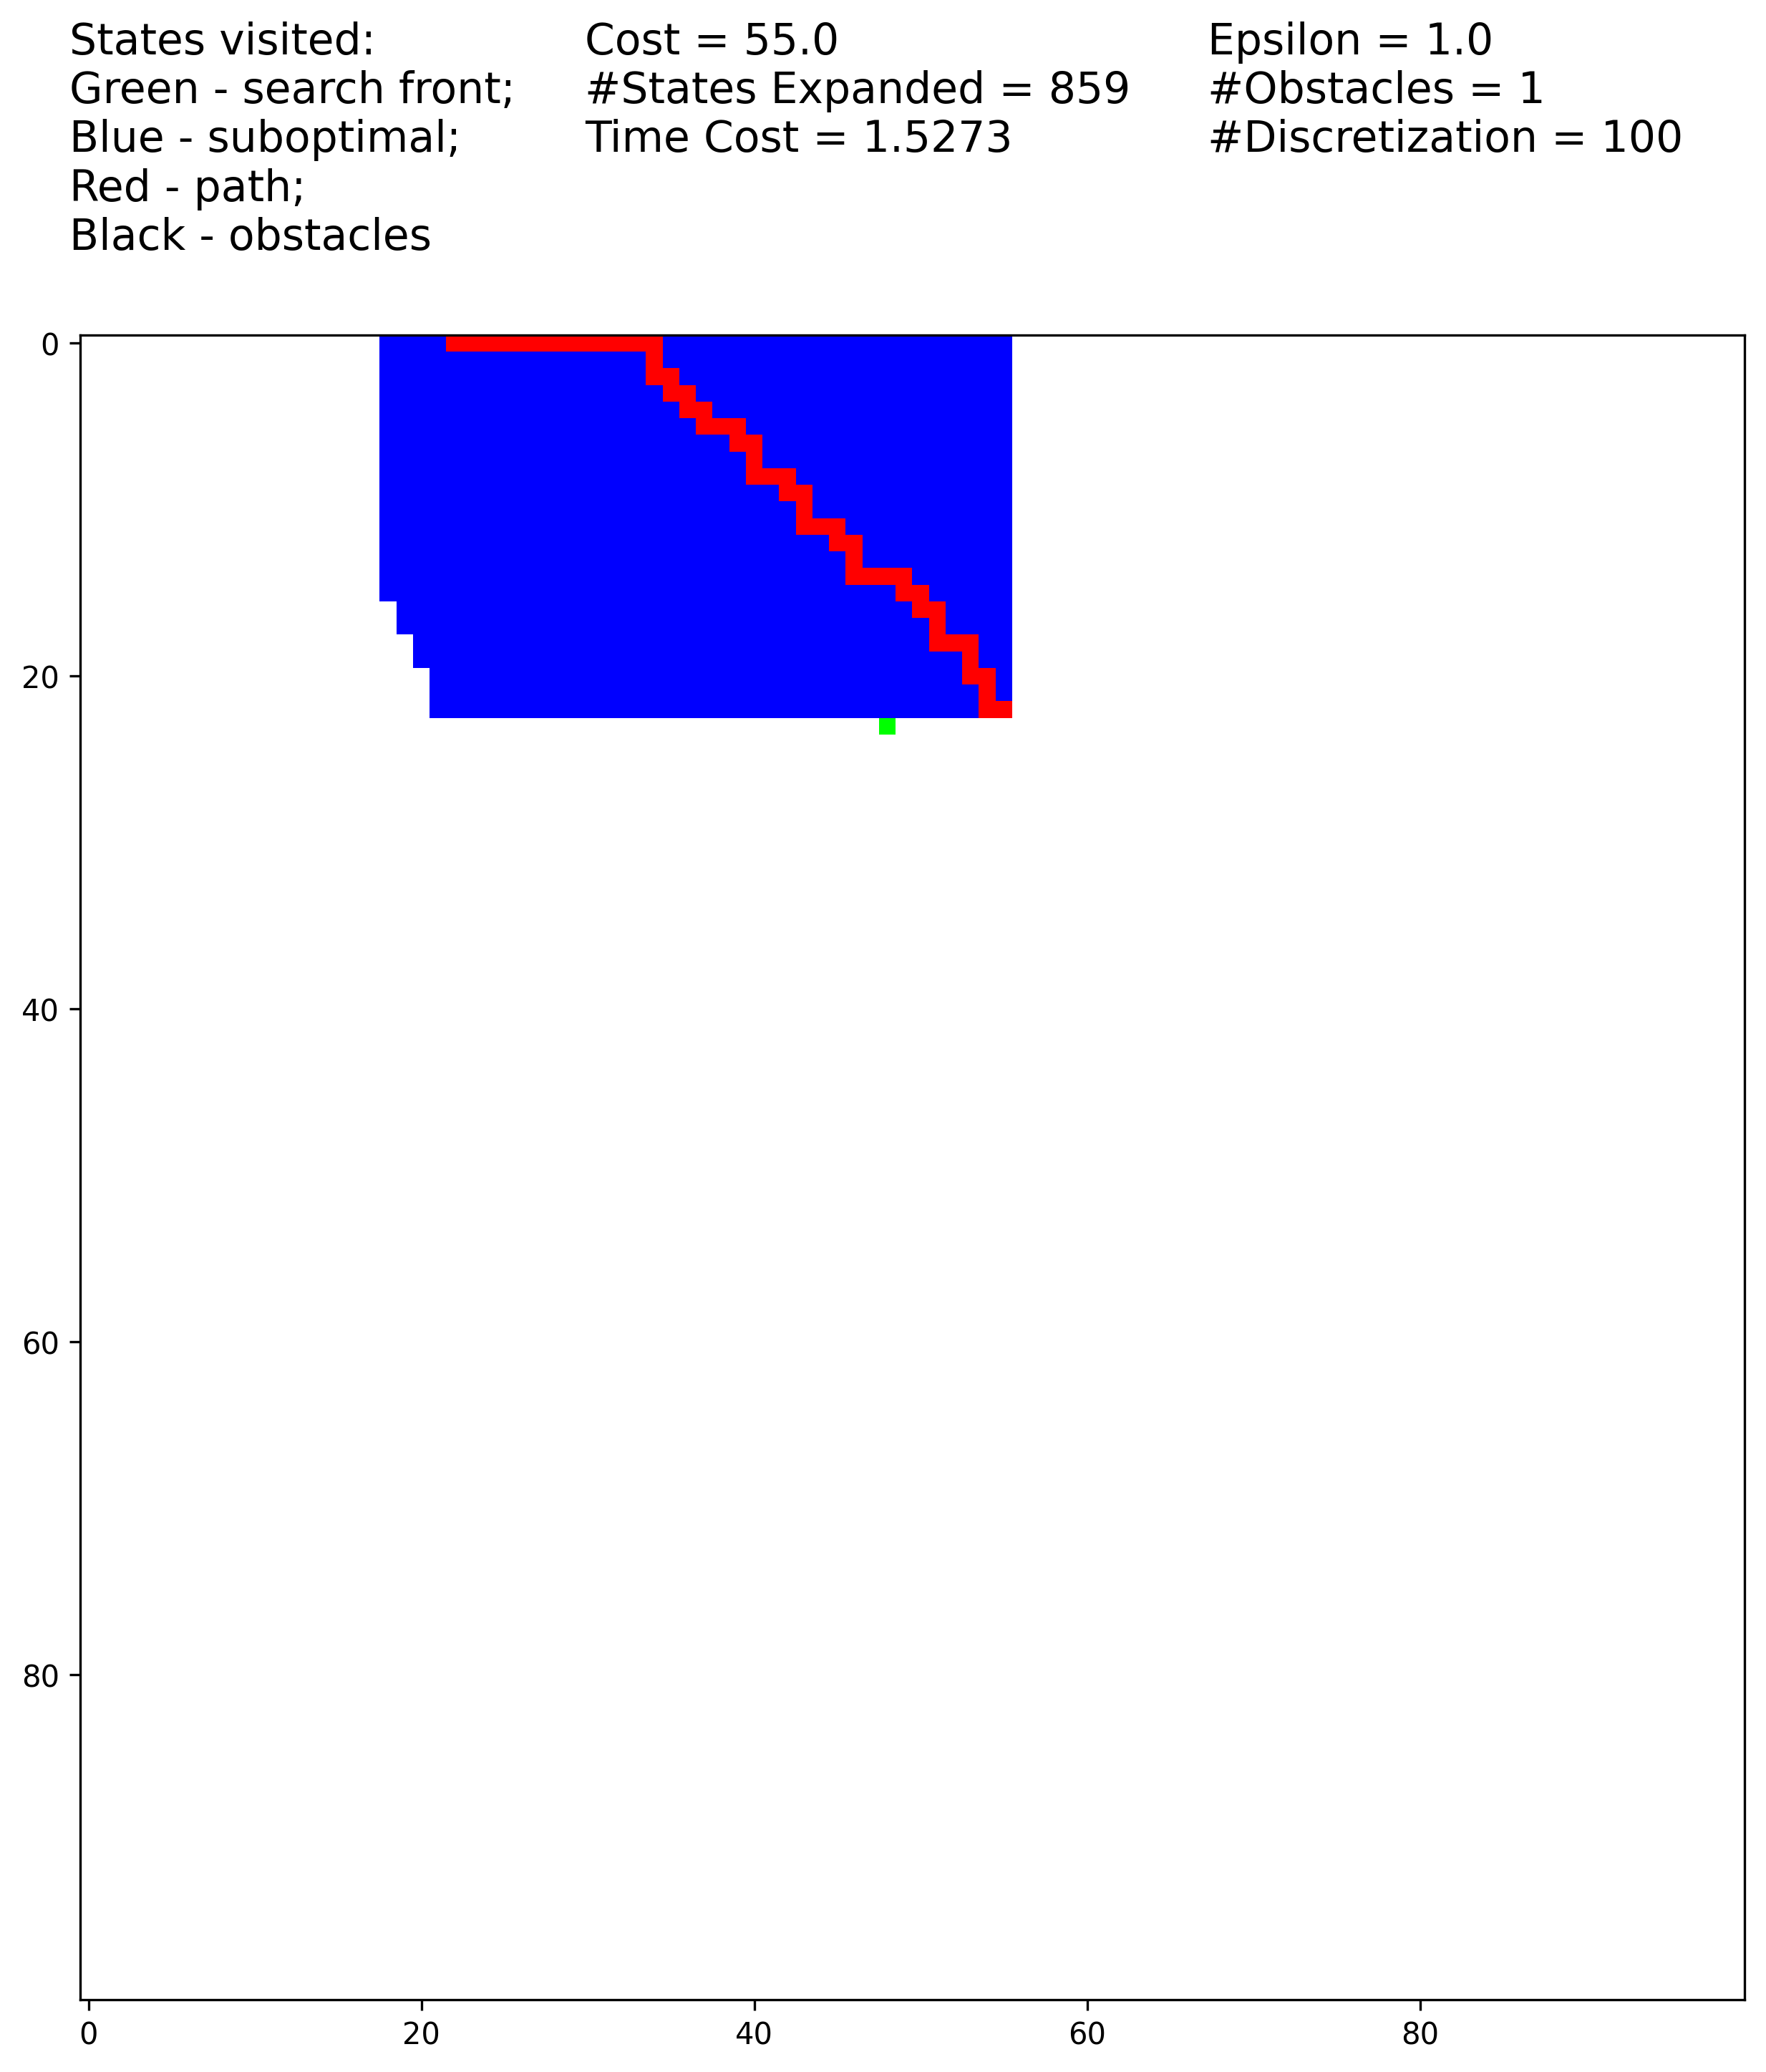 States visited:
Green - search front;
Blue - suboptimal;
Red - path;
Black - obstacles
Cost = 55.0
#States Expanded = 859
Time Cost = 1.5273
Epsilon = 1.0
#Obstacles = 1
#Discretization = 100
0
20
40
60
80
0 20 40 60 80